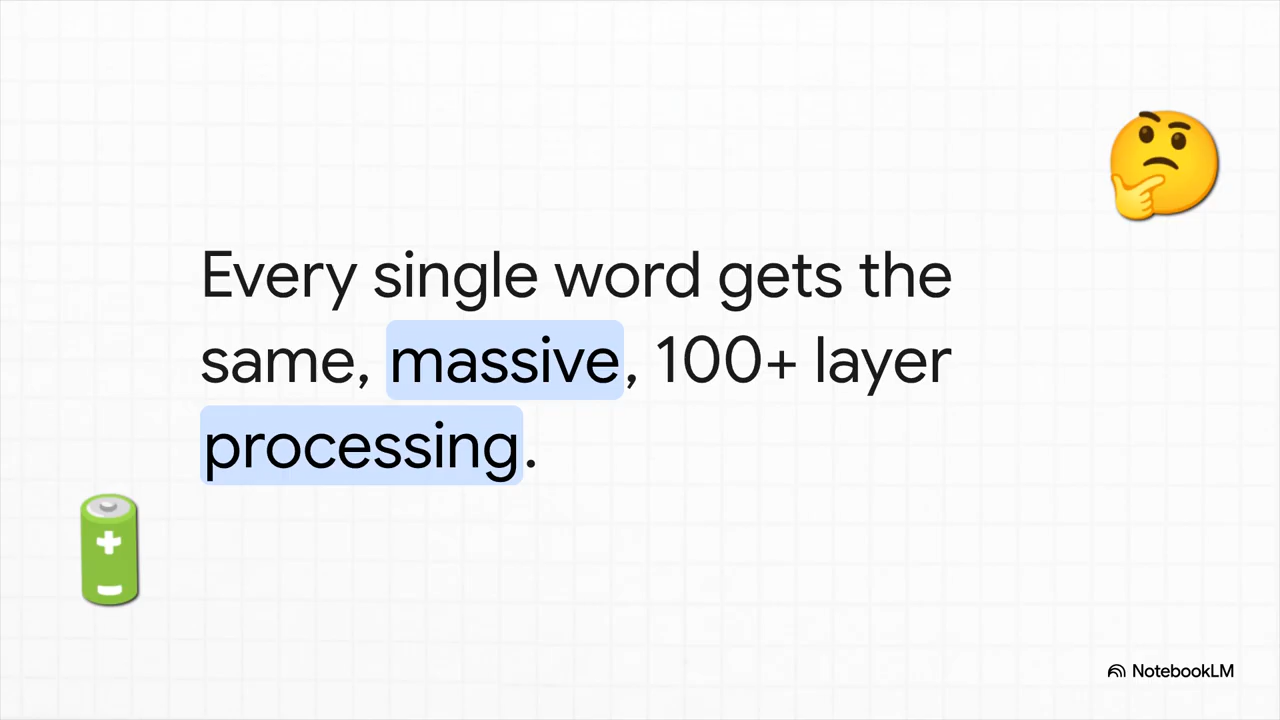 Every single word gets the
same, massive, 100+ layer
processing.
NotebookLM